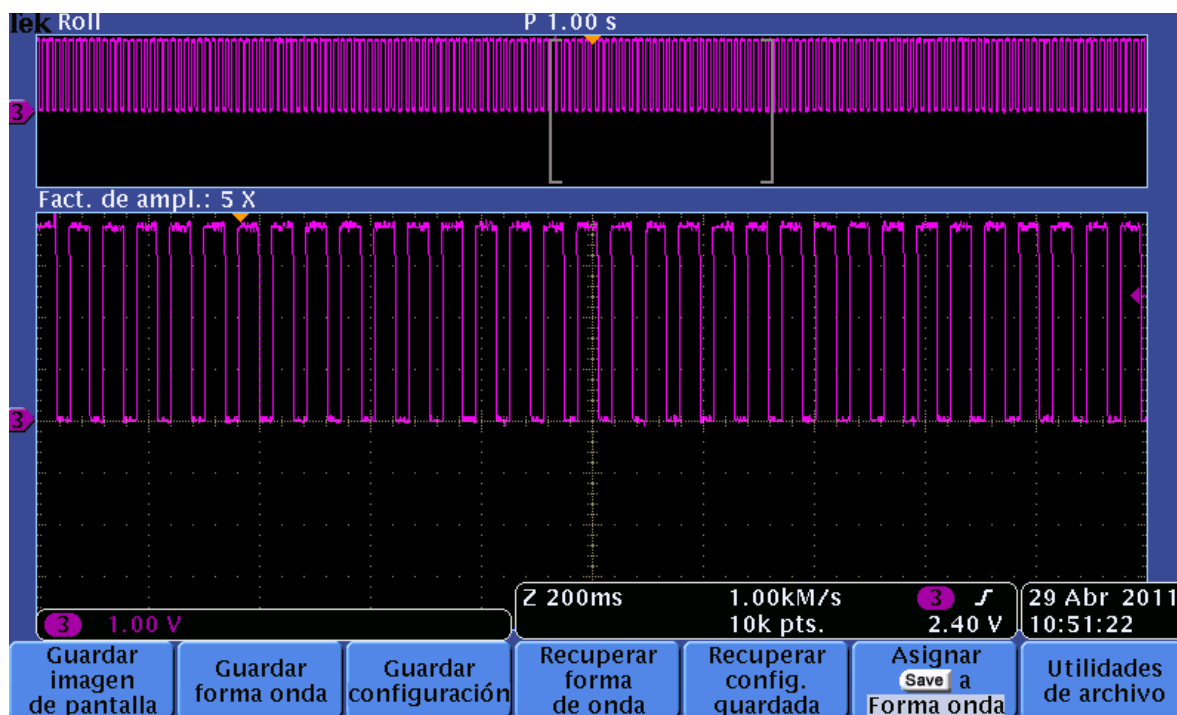 Tek Roll
P 1.00 s
3
Fact. de ampl.: 5 X
3
3 1.00 V
Z 200ms
1.00kM/s
10k pts.
3
2.40 V
29 Abr 2011
10:51:22
Guardar
imagen
de pantalla
Guardar
forma onda
Guardar
configuración
Recuperar
forma
de onda
Recuperar
config.
guardada
Asignar
Save a
Forma onda
Utilidades
de archivo